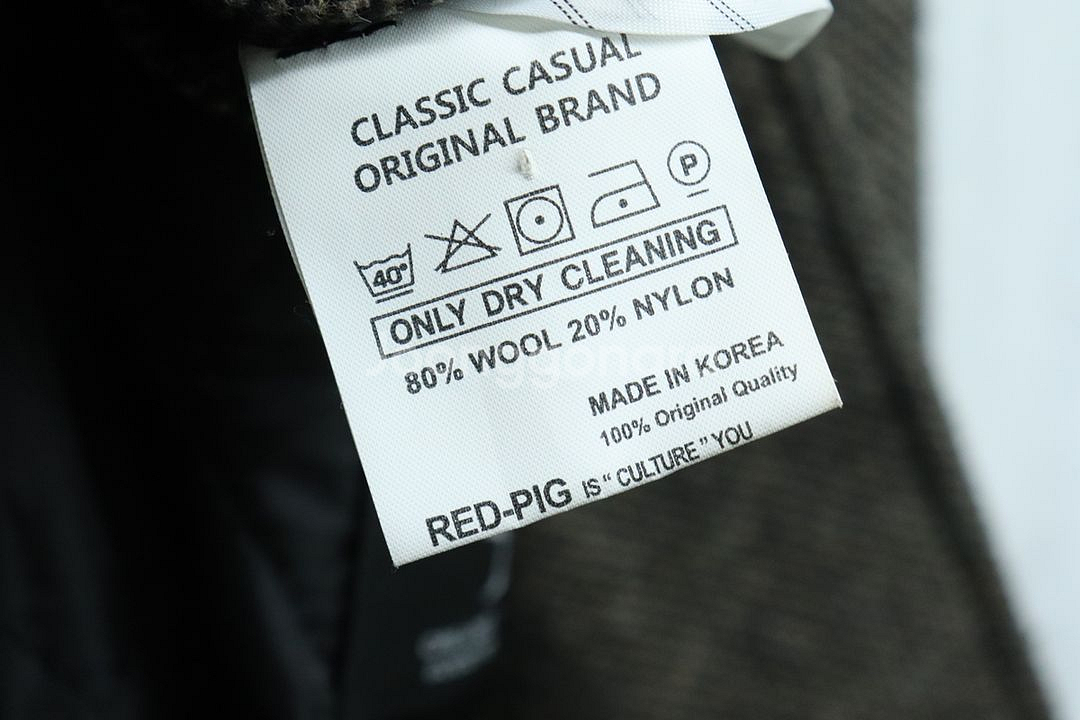 CLASSIC CASUAL
ORIGINAL BRAND
P
40°
ONLY DRY CLEANING
80% WOOL 20% NYLON
MADE IN KOREA
100% Original Quality
RED-PIG IS “ CULTURE ” YOU